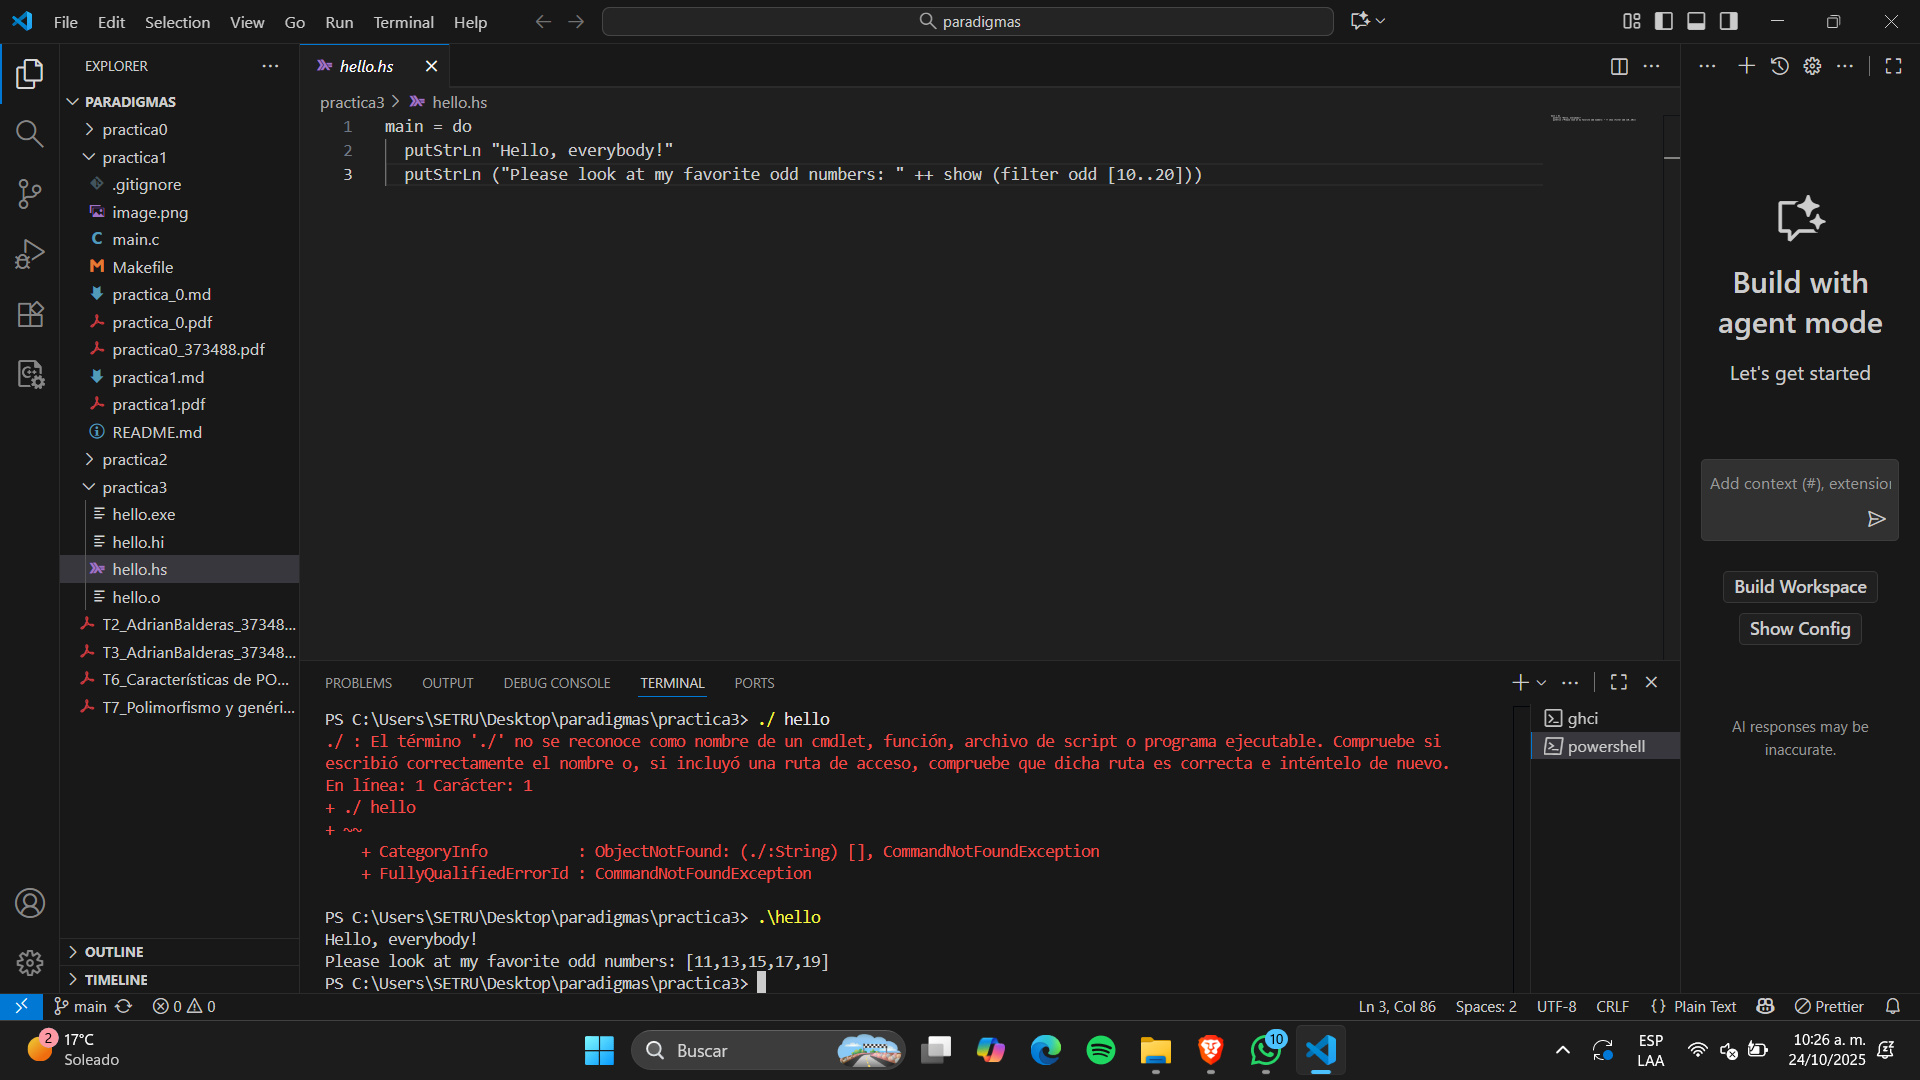 File Edit Selection View Go Run Terminal Help
paradigmas
EXPLORER
PARADIGMAS
practica0
practica1
.gitignore
image.png
C main.c
M Makefile
practica_0.md
practica_0.pdf
practica0_373488.pdf
practica1.md
practica1.pdf
README.md
practica2
practica3
hello.exe
hello.hi
hello.hs
hello.o
T2_AdrianBalderas_37348...
T3_AdrianBalderas_37348...
T6_Características de PO...
T7_Polimorfismo y genéri...
OUTLINE
TIMELINE
hello.hs
practica3 > hello.hs
1 main = do
2   putStrLn "Hello, everybody!"
3   putStrLn ("Please look at my favorite odd numbers: " ++ show (filter odd [10..20]))
PROBLEMS OUTPUT DEBUG CONSOLE TERMINAL PORTS
PS C:\Users\SETRU\Desktop\paradigmas\practica3> ./ hello
./ : El término './' no se reconoce como nombre de un cmdlet, función, archivo de script o programa ejecutable. Compruebe si
escribió correctamente el nombre o, si incluyó una ruta de acceso, compruebe que dicha ruta es correcta e inténtelo de nuevo.
En línea: 1 Carácter: 1
+ ./ hello
+ ~~
    + CategoryInfo          : ObjectNotFound: (./:String) [], CommandNotFoundException
    + FullyQualifiedErrorId : CommandNotFoundException
PS C:\Users\SETRU\Desktop\paradigmas\practica3> .\hello
Hello, everybody!
Please look at my favorite odd numbers: [11,13,15,17,19]
PS C:\Users\SETRU\Desktop\paradigmas\practica3>
ghci
powershell
Build with
agent mode
Let's get started
Add context (#), extension
Build Workspace
Show Config
AI responses may be
inaccurate.
main 0 0 Ln 3, Col 86 Spaces: 2 UTF-8 CRLF {} Plain Text Prettier
2
17°C
Soleado
Buscar
10
ESP
LAA
10:26 a. m.
24/10/2025